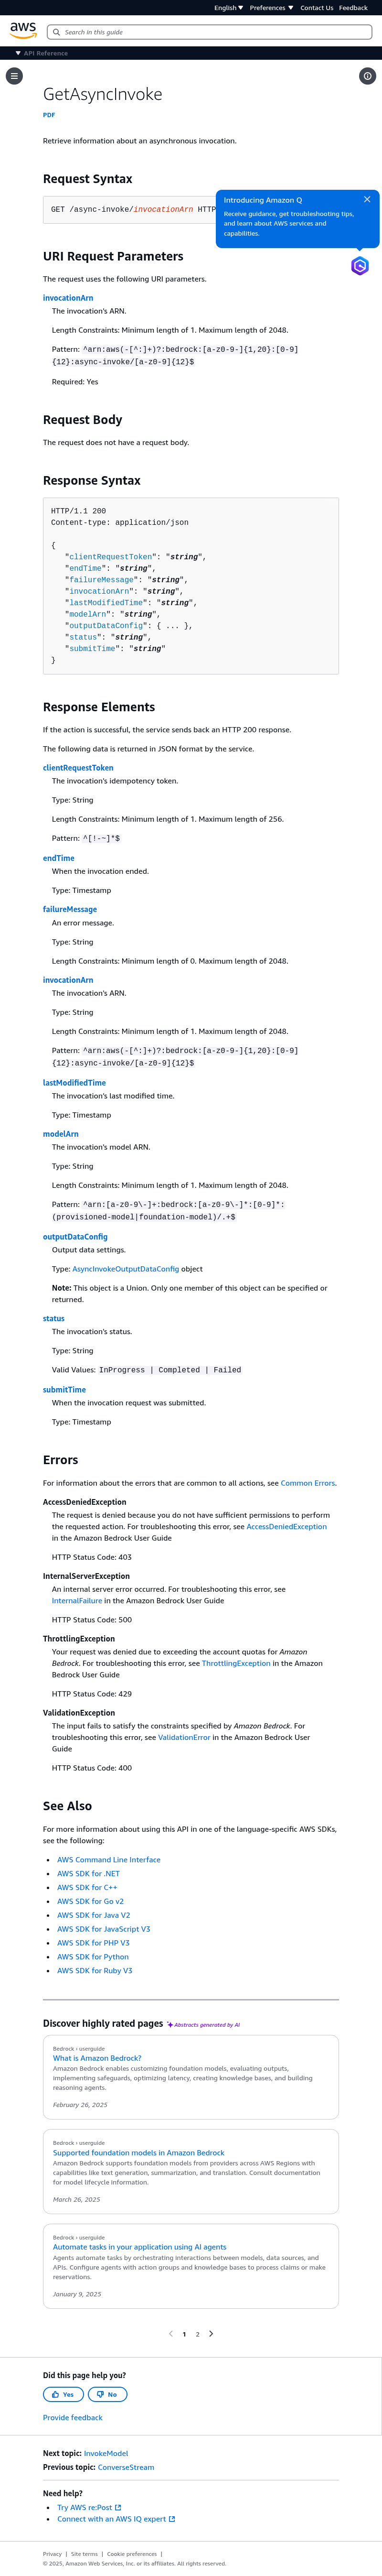 English
Preferences
Contact Us
Feedback
aws
Search in this guide
API Reference
GetAsyncInvoke
PDF
Retrieve information about an asynchronous invocation.
Request Syntax
GET /async-invoke/invocationArn HTTP
Introducing Amazon Q
Receive guidance, get troubleshooting tips,
and learn about AWS services and
capabilities.
URI Request Parameters
The request uses the following URI parameters.
invocationArn
The invocation's ARN.
Length Constraints: Minimum length of 1. Maximum length of 2048.
Pattern: ^arn:aws(-[^:]+)?:bedrock:[a-z0-9-]{1,20}:[0-9]
{12}:async-invoke/[a-z0-9]{12}$
Required: Yes
Request Body
The request does not have a request body.
Response Syntax
HTTP/1.1 200
Content-type: application/json
{
"clientRequestToken": "string",
"endTime": "string",
"failureMessage": "string",
"invocationArn": "string",
"lastModifiedTime": "string",
"modelArn": "string",
"outputDataConfig": { ... },
"status": "string",
"submitTime": "string"
}
Response Elements
If the action is successful, the service sends back an HTTP 200 response.
The following data is returned in JSON format by the service.
clientRequestToken
The invocation's idempotency token.
Type: String
Length Constraints: Minimum length of 1. Maximum length of 256.
Pattern: ^[!-~]*$
endTime
When the invocation ended.
Type: Timestamp
failureMessage
An error message.
Type: String
Length Constraints: Minimum length of 0. Maximum length of 2048.
invocationArn
The invocation's ARN.
Type: String
Length Constraints: Minimum length of 1. Maximum length of 2048.
Pattern: ^arn:aws(-[^:]+)?:bedrock:[a-z0-9-]{1,20}:[0-9]
{12}:async-invoke/[a-z0-9]{12}$
lastModifiedTime
The invocation's last modified time.
Type: Timestamp
modelArn
The invocation's model ARN.
Type: String
Length Constraints: Minimum length of 1. Maximum length of 2048.
Pattern: ^arn:[a-z0-9\-]+:bedrock:[a-z0-9\-]*:[0-9]*:
(provisioned-model|foundation-model)/.+$
outputDataConfig
Output data settings.
Type: AsyncInvokeOutputDataConfig object
Note: This object is a Union. Only one member of this object can be specified or
returned.
status
The invocation's status.
Type: String
Valid Values: InProgress | Completed | Failed
submitTime
When the invocation request was submitted.
Type: Timestamp
Errors
For information about the errors that are common to all actions, see Common Errors.
AccessDeniedException
The request is denied because you do not have sufficient permissions to perform
the requested action. For troubleshooting this error, see AccessDeniedException
in the Amazon Bedrock User Guide
HTTP Status Code: 403
InternalServerException
An internal server error occurred. For troubleshooting this error, see
InternalFailure in the Amazon Bedrock User Guide
HTTP Status Code: 500
ThrottlingException
Your request was denied due to exceeding the account quotas for Amazon
Bedrock. For troubleshooting this error, see ThrottlingException in the Amazon
Bedrock User Guide
HTTP Status Code: 429
ValidationException
The input fails to satisfy the constraints specified by Amazon Bedrock. For
troubleshooting this error, see ValidationError in the Amazon Bedrock User
Guide
HTTP Status Code: 400
See Also
For more information about using this API in one of the language-specific AWS SDKs,
see the following:
• AWS Command Line Interface
• AWS SDK for .NET
• AWS SDK for C++
• AWS SDK for Go v2
• AWS SDK for Java V2
• AWS SDK for JavaScript V3
• AWS SDK for PHP V3
• AWS SDK for Python
• AWS SDK for Ruby V3
Discover highly rated pages Abstracts generated by AI
Bedrock › userguide
What is Amazon Bedrock?
Amazon Bedrock enables customizing foundation models, evaluating outputs,
implementing safeguards, optimizing latency, creating knowledge bases, and building
reasoning agents.
February 26, 2025
Bedrock › userguide
Supported foundation models in Amazon Bedrock
Amazon Bedrock supports foundation models from providers across AWS Regions with
capabilities like text generation, summarization, and translation. Consult documentation
for model lifecycle information.
March 26, 2025
Bedrock › userguide
Automate tasks in your application using AI agents
Agents automate tasks by orchestrating interactions between models, data sources, and
APIs. Configure agents with action groups and knowledge bases to process claims or make
reservations.
January 9, 2025
1 2
Did this page help you?
Yes
No
Provide feedback
Next topic: InvokeModel
Previous topic: ConverseStream
Need help?
• Try AWS re:Post
• Connect with an AWS IQ expert
Privacy | Site terms | Cookie preferences |
© 2025, Amazon Web Services, Inc. or its affiliates. All rights reserved.